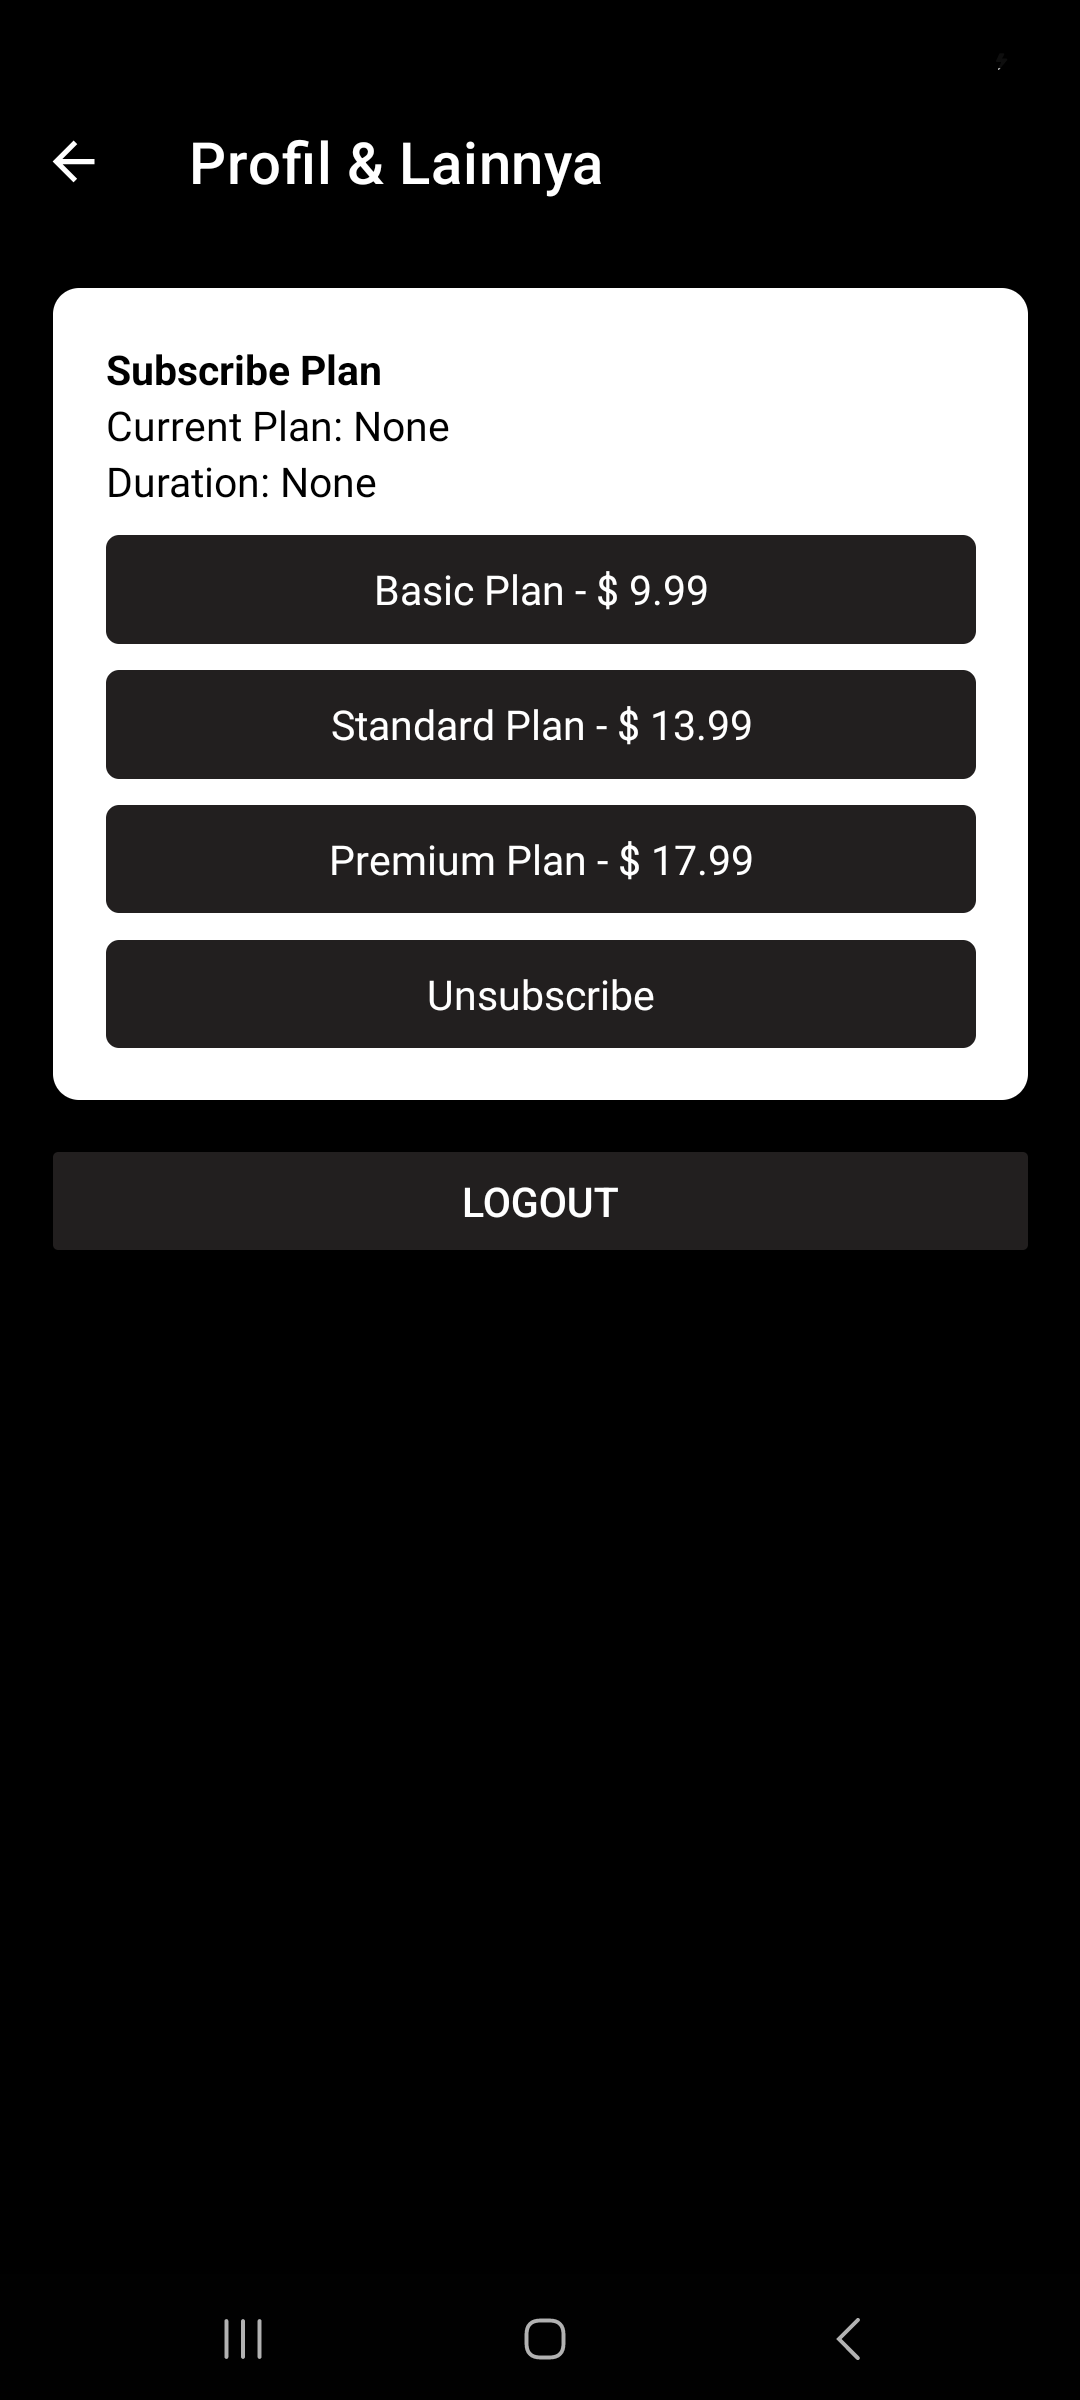 Profil & Lainnya
Subscribe Plan
Current Plan: None
Duration: None
Basic Plan - $ 9.99
Standard Plan - $ 13.99
Premium Plan - $ 17.99
Unsubscribe
LOGOUT